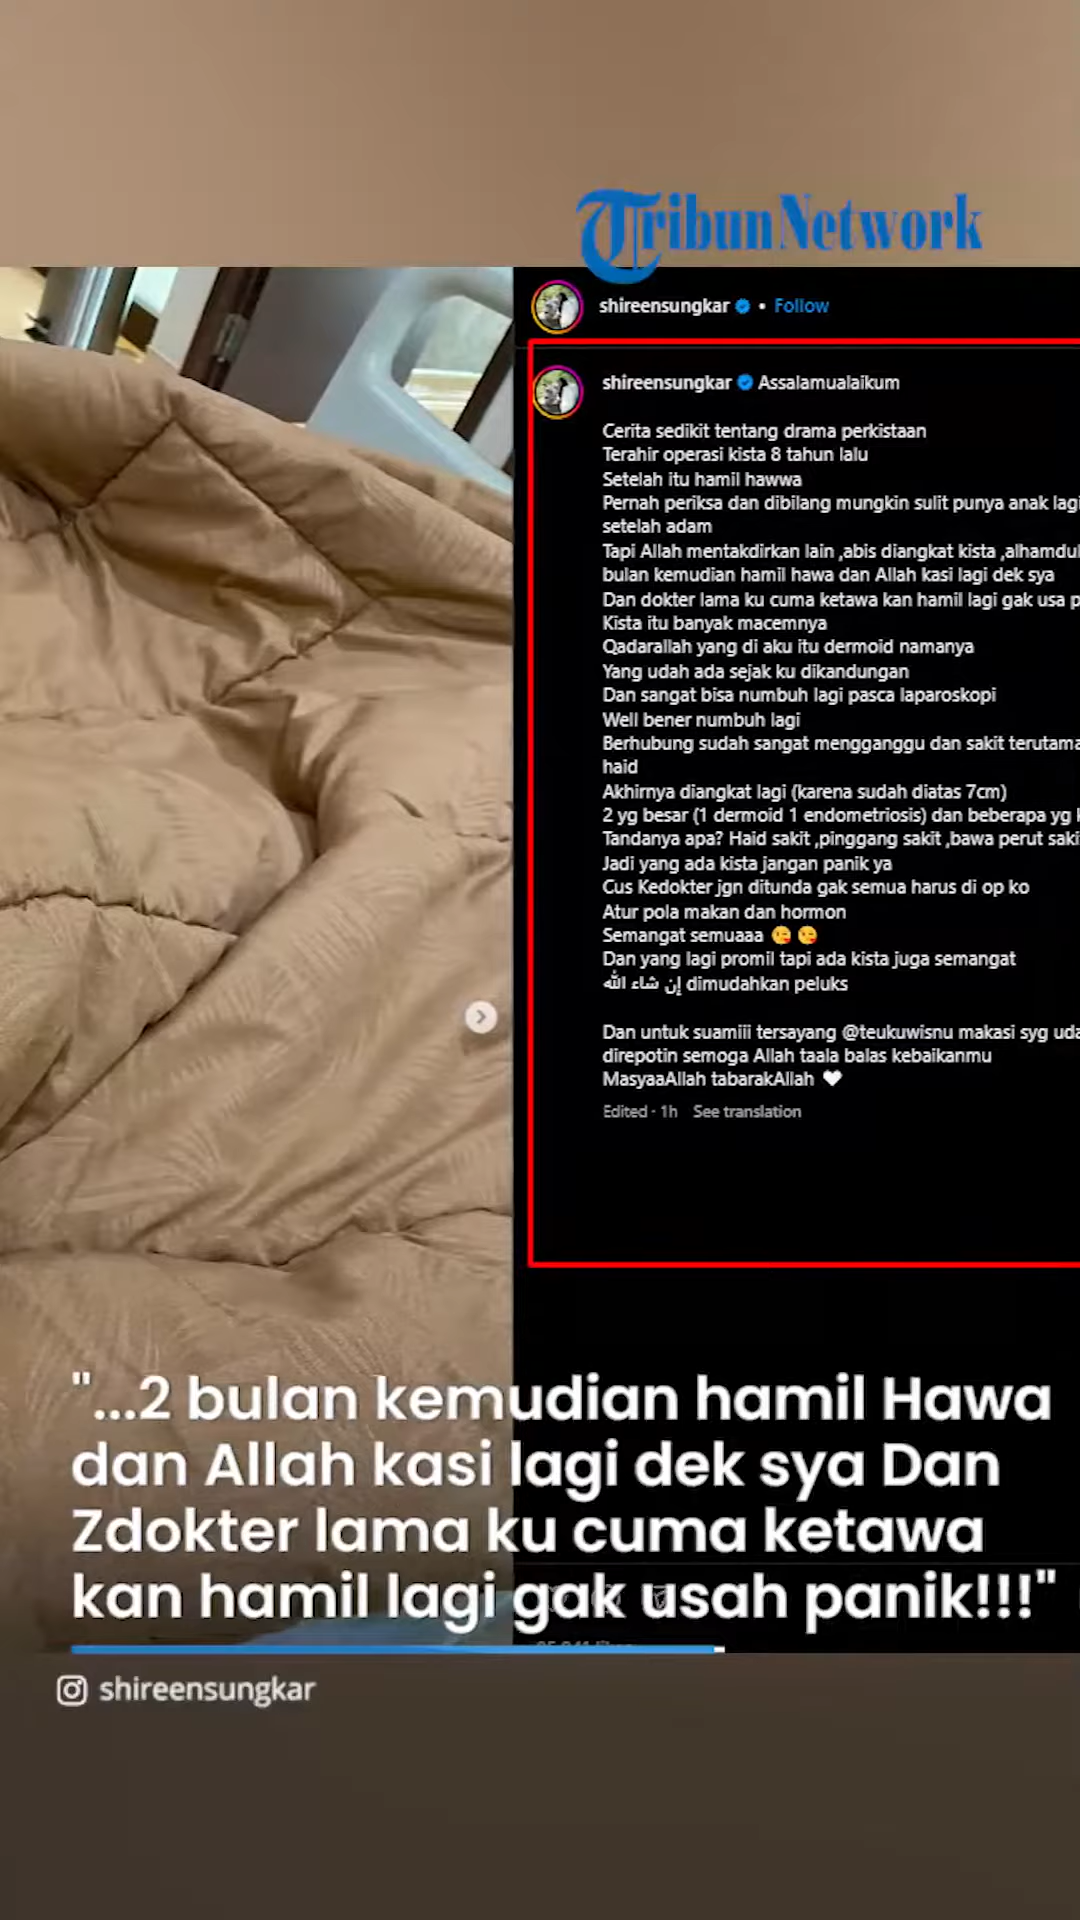 Tribun Network
shireensungkar • Follow
shireensungkar Assalamualaikum
Cerita sedikit tentang drama perkistaan
Terahir operasi kista 8 tahun lalu
Setelah itu hamil hawwa
Pernah periksa dan dibilang mungkin sulit punya anak lagi
setelah adam
Tapi Allah mentakdirkan lain ,abis diangkat kista
bulan kemudian hamil hawa dan Allah kasi lagi dek sya
Dan dokter lama ku cuma ketawa kan hamil lagi gak usa
Kista itu banyak macemnya
Qadarallah yang di aku itu dermoid namanya
Yang udah ada sejak ku dikandungan
Dan sangat bisa numbuh lagi pasca laparoskopi
Well bener numbuh lagi
Berhubung sudah sangat mengganggu dan sakit terutama
haid
Akhirnya diangkat lagi (karena sudah diatas 7cm)
2 yg besar (1 dermoid 1 endometriosis) dan beberapa yg
Tandanya apa? Haid sakit ,pinggang sakit ,bawa perut
Jadi yang ada kista jangan panik ya
Cus Kedokter jgn ditunda gak semua harus di op ko
Atur pola makan dan hormon
Semangat semuaaa 😘 😘
Dan yang lagi promil tapi ada kista juga semangat
إن شاء الله dimudahkan peluks
Dan untuk suamiii tersayang @teukuwisnu makasi syg
direpotin semoga Allah taala balas kebaikanmu
MasyaaAllah tabarakAllah 🤍
Edited · 1h See translation
"...2 bulan kemudian hamil Hawa
dan Allah kasi lagi dek sya Dan
Zdokter lama ku cuma ketawa
kan hamil lagi gak usah panik!!!"
shireensungkar